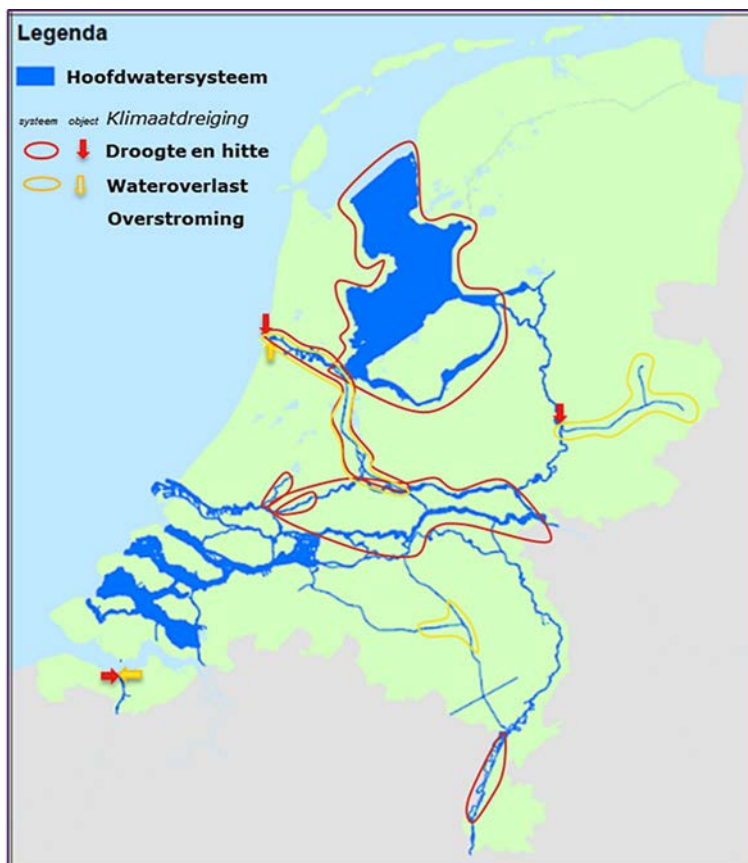 Legenda
Hoofdwatersysteem
systeem object Klimaatdreiging
Droogte en hitte
Wateroverlast
Overstroming